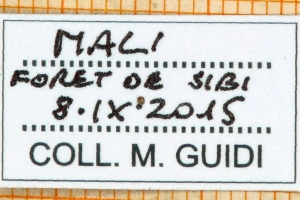 MALI
FORET DE SIBI
8.IX.2015
COLL. M. GUIDI